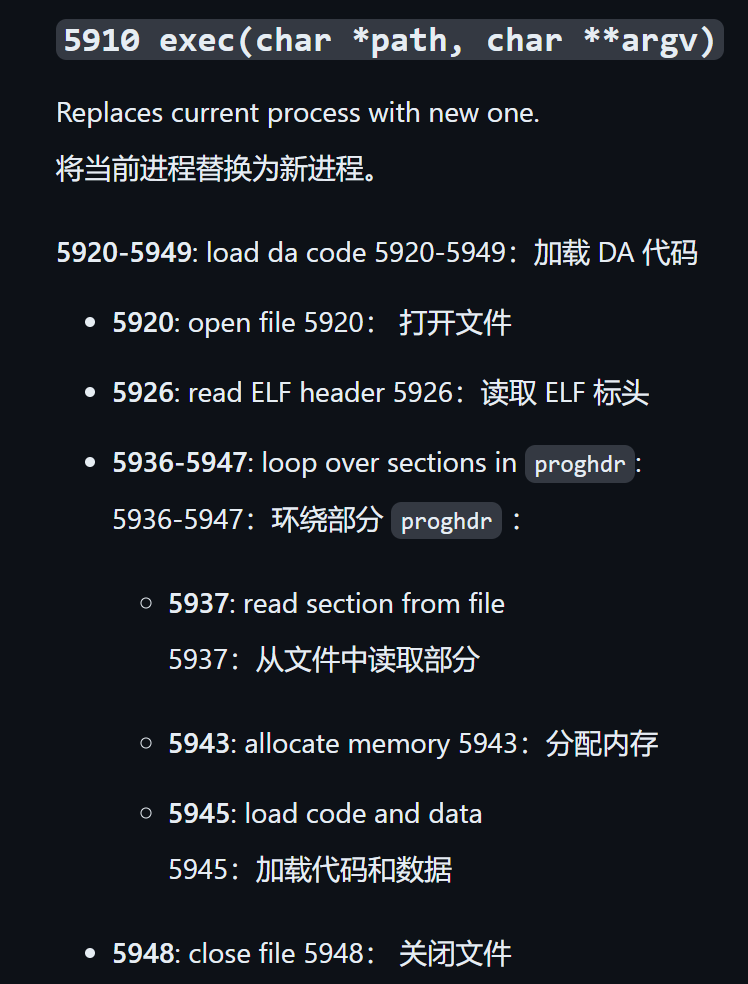 5910 exec(char *path, char **argv)
Replaces current process with new one.
将当前进程替换为新进程。
5920-5949: load da code 5920-5949：加载 DA 代码
5920: open file 5920： 打开文件
5926: read ELF header 5926：读取 ELF 标头
5936-5947: loop over sections in proghdr:
5936-5947：环绕部分 proghdr ：
5937: read section from file
5937：从文件中读取部分
5943: allocate memory 5943：分配内存
5945: load code and data
5945：加载代码和数据
5948: close file 5948： 关闭文件